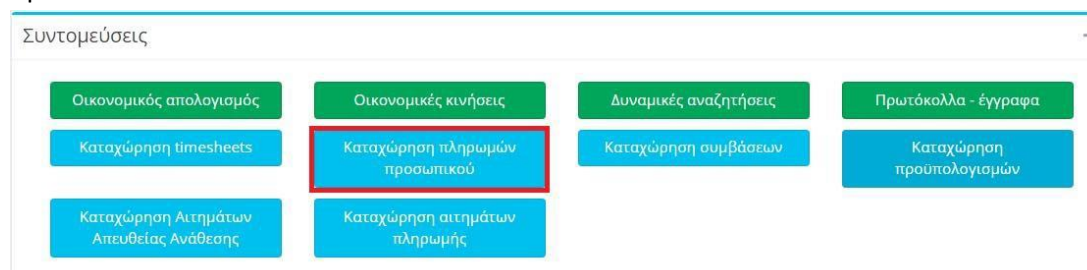 Συντομεύσεις
Οικονομικός απολογισμός
Οικονομικές κινήσεις
Δυναμικές αναζητήσεις
Πρωτόκολλα - έγγραφα
Καταχώρηση timesheets
Καταχώρηση πληρωμών
προσωπικού
Καταχώρηση συμβάσεων
Καταχώρηση
προϋπολογισμών
Καταχώρηση Αιτημάτων
Απευθείας Ανάθεσης
Καταχώρηση αιτημάτων
πληρωμής